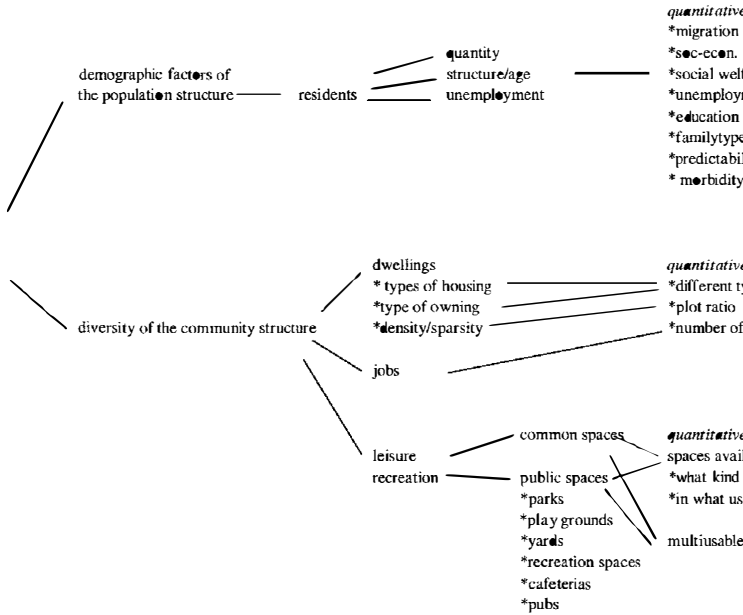 quantitative
*migration
*soc-econ.
*social welf
*unemploym
*education
*familytype
*predictabil
* morbidity
quantity
structure/age
unemployment
demographic factors of
the population structure
residents
diversity of the community structure
dwellings
* types of housing
*type of owning
*density/sparsity
quantitative
*different ty
*plot ratio
*number of
jobs
leisure
recreation
common spaces
public spaces
*parks
*play grounds
*yards
*recreation spaces
*cafeterias
*pubs
quantitative
spaces avail
*what kind
*in what us
multiusable